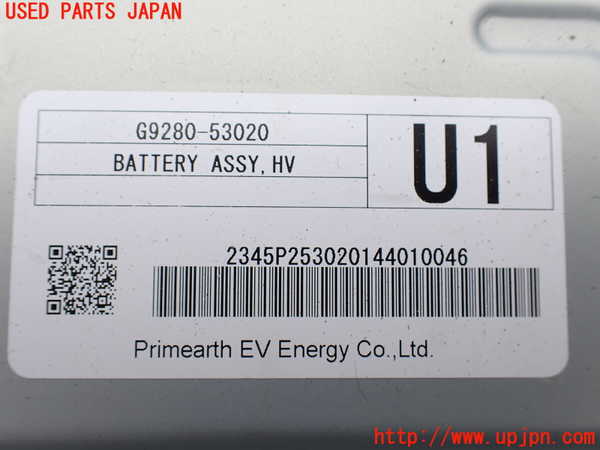 USED PARTS JAPAN
G9280-53020
BATTERY ASSY, HV
U1
2345P253020144010046
Primearth EV Energy Co.,Ltd.
http://www.upjpn.com/